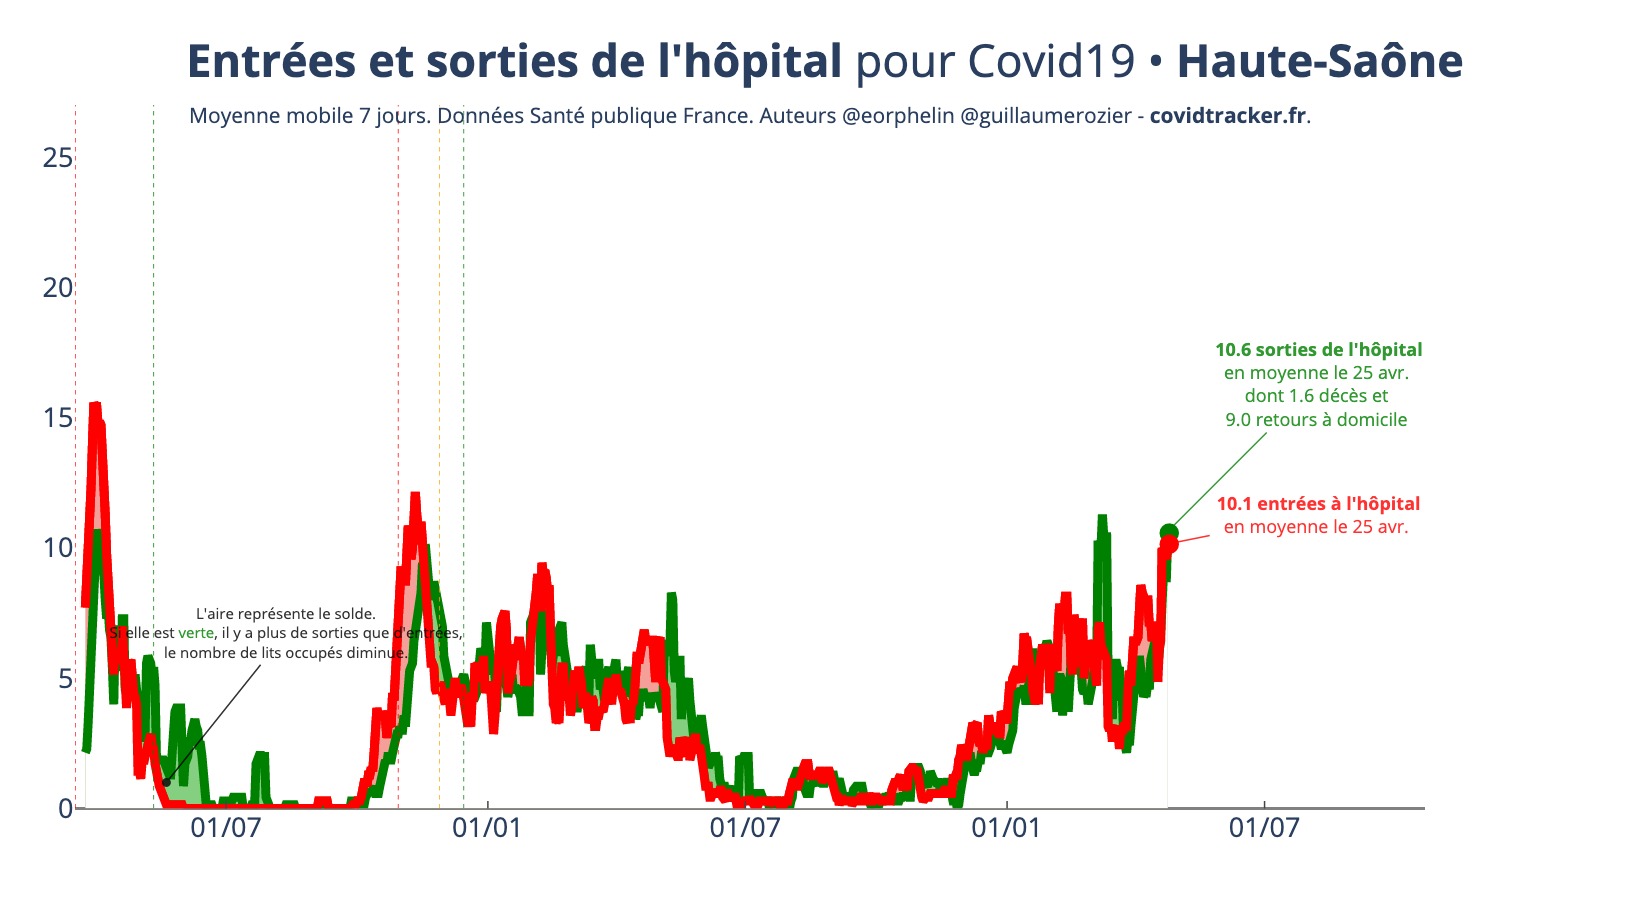 Entrées et sorties de l'hôpital pour Covid19 • Haute-Saône
Moyenne mobile 7 jours. Données Santé publique France. Auteurs @eorphelin @guillaumerozier - covidtracker.fr.
25
20
15
10
5
0
10.6 sorties de l'hôpital
en moyenne le 25 avr.
dont 1.6 décès et
9.0 retours à domicile
10.1 entrées à l'hôpital
en moyenne le 25 avr.
L'aire représente le solde.
Si elle est verte, il y a plus de sorties que d'entrées,
le nombre de lits occupés diminue.
01/07
01/01
01/07
01/01
01/07